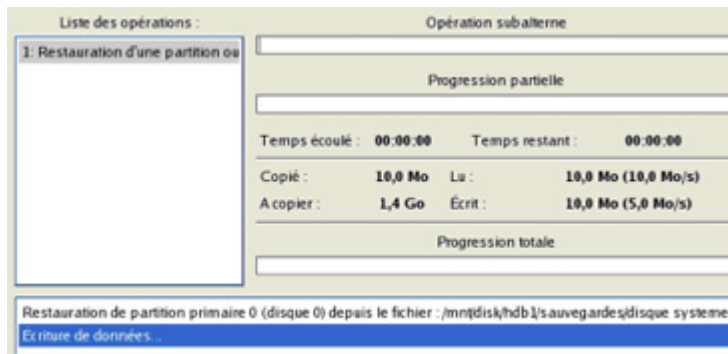 Liste des opérations :
1: Restauration d'une partition ou
Opération subalterne
Progression partielle
Temps écoulé : 00:00:00 Temps restant : 00:00:00
Copié : 10,0 Mo Lu : 10,0 Mo (10,0 Mo/s)
A copier : 1,4 Go Écrit : 10,0 Mo (5,0 Mo/s)
Progression totale
Restauration de partition primaire 0 (disque 0) depuis le fichier : /mnt/disk/hdb1/sauvegardes/disque systeme
Ecriture de données...